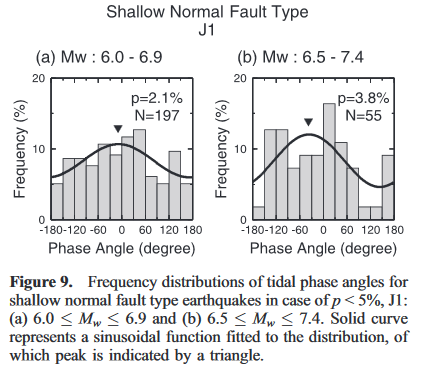 Shallow Normal Fault Type
J1
(a) Mw : 6.0 - 6.9
(b) Mw : 6.5 - 7.4
Frequency (%)
20
10
0
p=2.1%
N=197
-180 -120 -60 0 60 120 180
Phase Angle (degree)
Frequency (%)
20
10
0
p=3.8%
N=55
-180 -120 -60 0 60 120 180
Phase Angle (degree)
Figure 9. Frequency distributions of tidal phase angles for
shallow normal fault type earthquakes in case of p < 5%, J1:
(a) 6.0 ≤ Mw ≤ 6.9 and (b) 6.5 ≤ Mw ≤ 7.4. Solid curve
represents a sinusoidal function fitted to the distribution, of
which peak is indicated by a triangle.